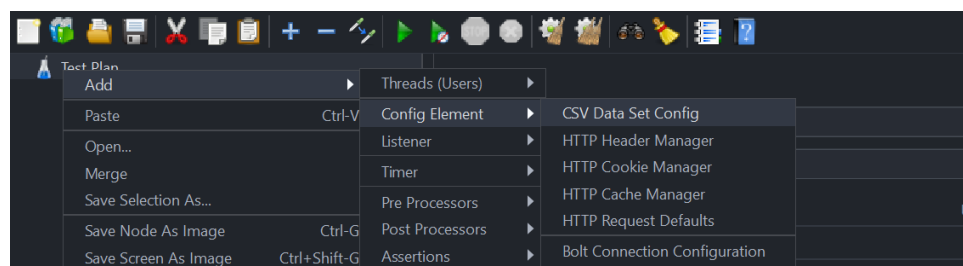 STOP
Test Plan
Add
Paste Ctrl-V
Open...
Merge
Save Selection As...
Save Node As Image Ctrl-G
Save Screen As Image Ctrl+Shift-G
Threads (Users)
Config Element
Listener
Timer
Pre Processors
Post Processors
Assertions
CSV Data Set Config
HTTP Header Manager
HTTP Cookie Manager
HTTP Cache Manager
HTTP Request Defaults
Bolt Connection Configuration